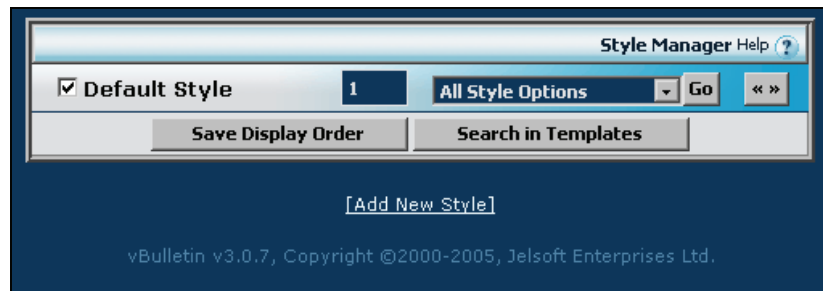 Style Manager Help ?
Default Style 1 All Style Options Go « »
Save Display Order Search in Templates
[Add New Style]
vBulletin v3.0.7, Copyright ©2000-2005, Jelsoft Enterprises Ltd.